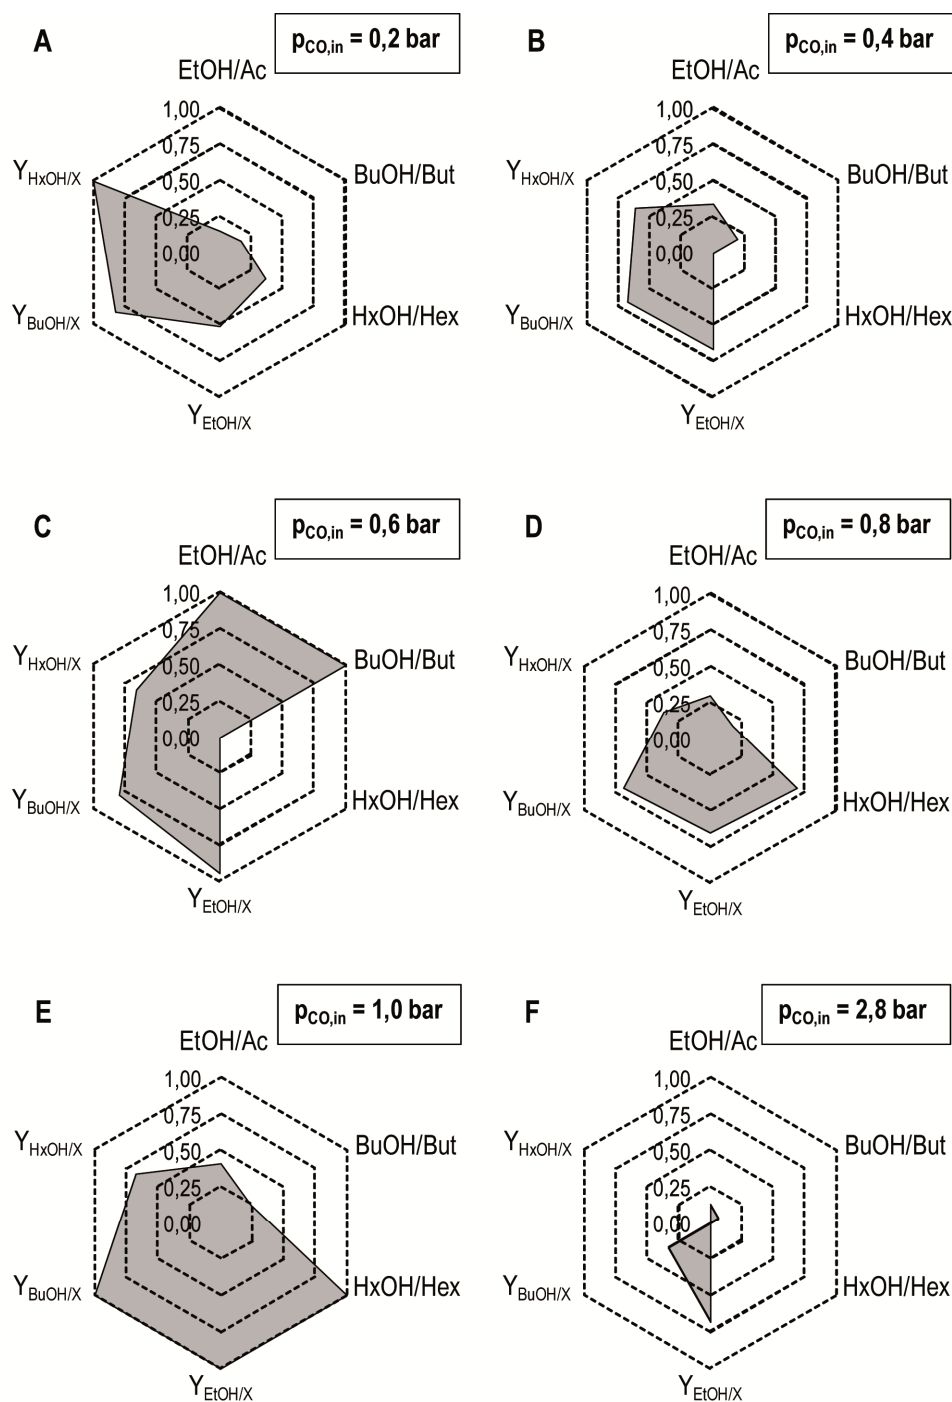 A
p_CO,in = 0,2 bar
EtOH/Ac
1,00
0,75
0,50
0,25
0,00
Y_HxOH/X
BuOH/But
Y_BuOH/X
HxOH/Hex
Y_EtOH/X
B
p_CO,in = 0,4 bar
EtOH/Ac
1,00
0,75
0,50
0,25
0,00
Y_HxOH/X
BuOH/But
Y_BuOH/X
HxOH/Hex
Y_EtOH/X
C
p_CO,in = 0,6 bar
EtOH/Ac
1,00
0,75
0,50
0,25
0,00
Y_HxOH/X
BuOH/But
Y_BuOH/X
HxOH/Hex
Y_EtOH/X
D
p_CO,in = 0,8 bar
EtOH/Ac
1,00
0,75
0,50
0,25
0,00
Y_HxOH/X
BuOH/But
Y_BuOH/X
HxOH/Hex
Y_EtOH/X
E
p_CO,in = 1,0 bar
EtOH/Ac
1,00
0,75
0,50
0,25
0,00
Y_HxOH/X
BuOH/But
Y_BuOH/X
HxOH/Hex
Y_EtOH/X
F
p_CO,in = 2,8 bar
EtOH/Ac
1,00
0,75
0,50
0,25
0,00
Y_HxOH/X
BuOH/But
Y_BuOH/X
HxOH/Hex
Y_EtOH/X